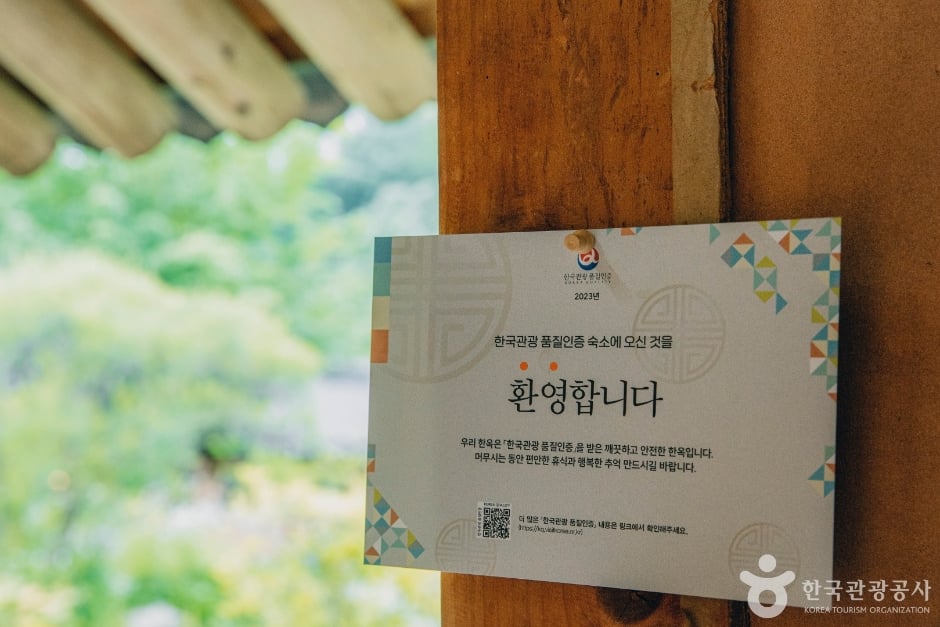 한국관광 품질인증
KOREA QUALITY
2023년
한국관광 품질인증 숙소에 오신 것을
환영합니다
우리 한옥은 「한국관광 품질인증」을 받은 깨끗하고 안전한 한옥입니다.
머무시는 동안 편안한 휴식과 행복한 추억 만드시길 바랍니다.
더 많은 「한국관광 품질인증」 내용은 링크에서 확인해주세요.
한국관광공사
KOREA TOURISM ORGANIZATION